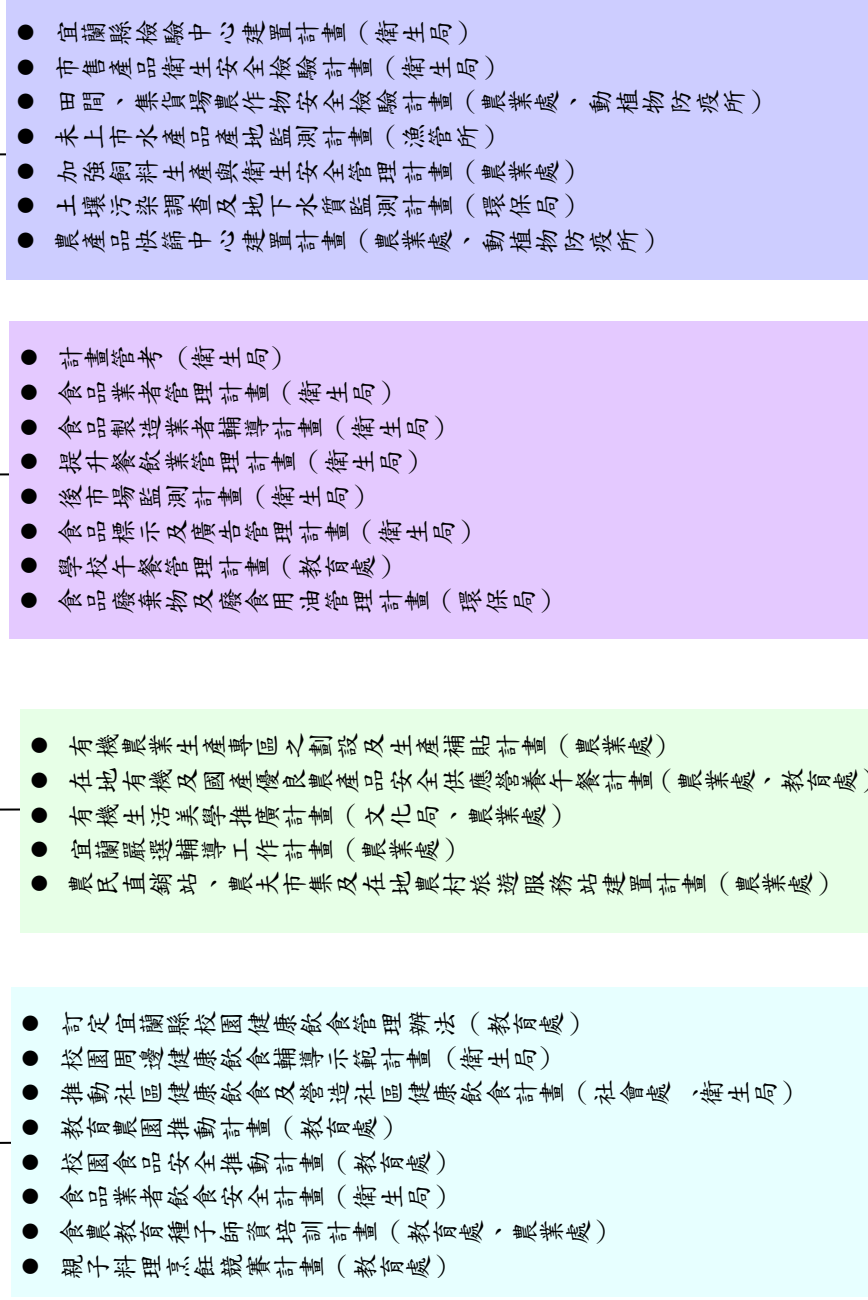 ● 宜蘭縣檢驗中心建置計畫（衛生局）
● 市售產品衛生安全檢驗計畫（衛生局）
● 田間、集貨場農作物安全檢驗計畫（農業處、動植物防疫所）
● 未上市水產品產地監測計畫（漁管所）
● 加強飼料生產與衛生安全管理計畫（農業處）
● 土壤污染調查及地下水質監測計畫（環保局）
● 農產品快篩中心建置計畫（農業處、動植物防疫所）
● 計畫管考（衛生局）
● 食品業者管理計畫（衛生局）
● 食品製造業者輔導計畫（衛生局）
● 提升餐飲業管理計畫（衛生局）
● 後市場監測計畫（衛生局）
● 食品標示及廣告管理計畫（衛生局）
● 學校午餐管理計畫（教育處）
● 食品廢棄物及廢食用油管理計畫（環保局）
● 有機農業生產專區之劃設及生產補貼計畫（農業處）
● 在地有機及國產優良農產品安全供應營養午餐計畫（農業處、教育處）
● 有機生活美學推廣計畫（文化局、農業處）
● 宜蘭嚴選輔導工作計畫（農業處）
● 農民直銷站、農夫市集及在地農村旅遊服務站建置計畫（農業處）
● 訂定宜蘭縣校園健康飲食管理辦法（教育處）
● 校園周邊健康飲食輔導示範計畫（衛生局）
● 推動社區健康飲食及營造社區健康飲食計畫（社會處、衛生局）
● 教育農園推動計畫（教育處）
● 校園食品安全推動計畫（教育處）
● 食品業者飲食安全計畫（衛生局）
● 食農教育種子師資培訓計畫（教育處、農業處）
● 親子料理烹飪競賽計畫（教育處）